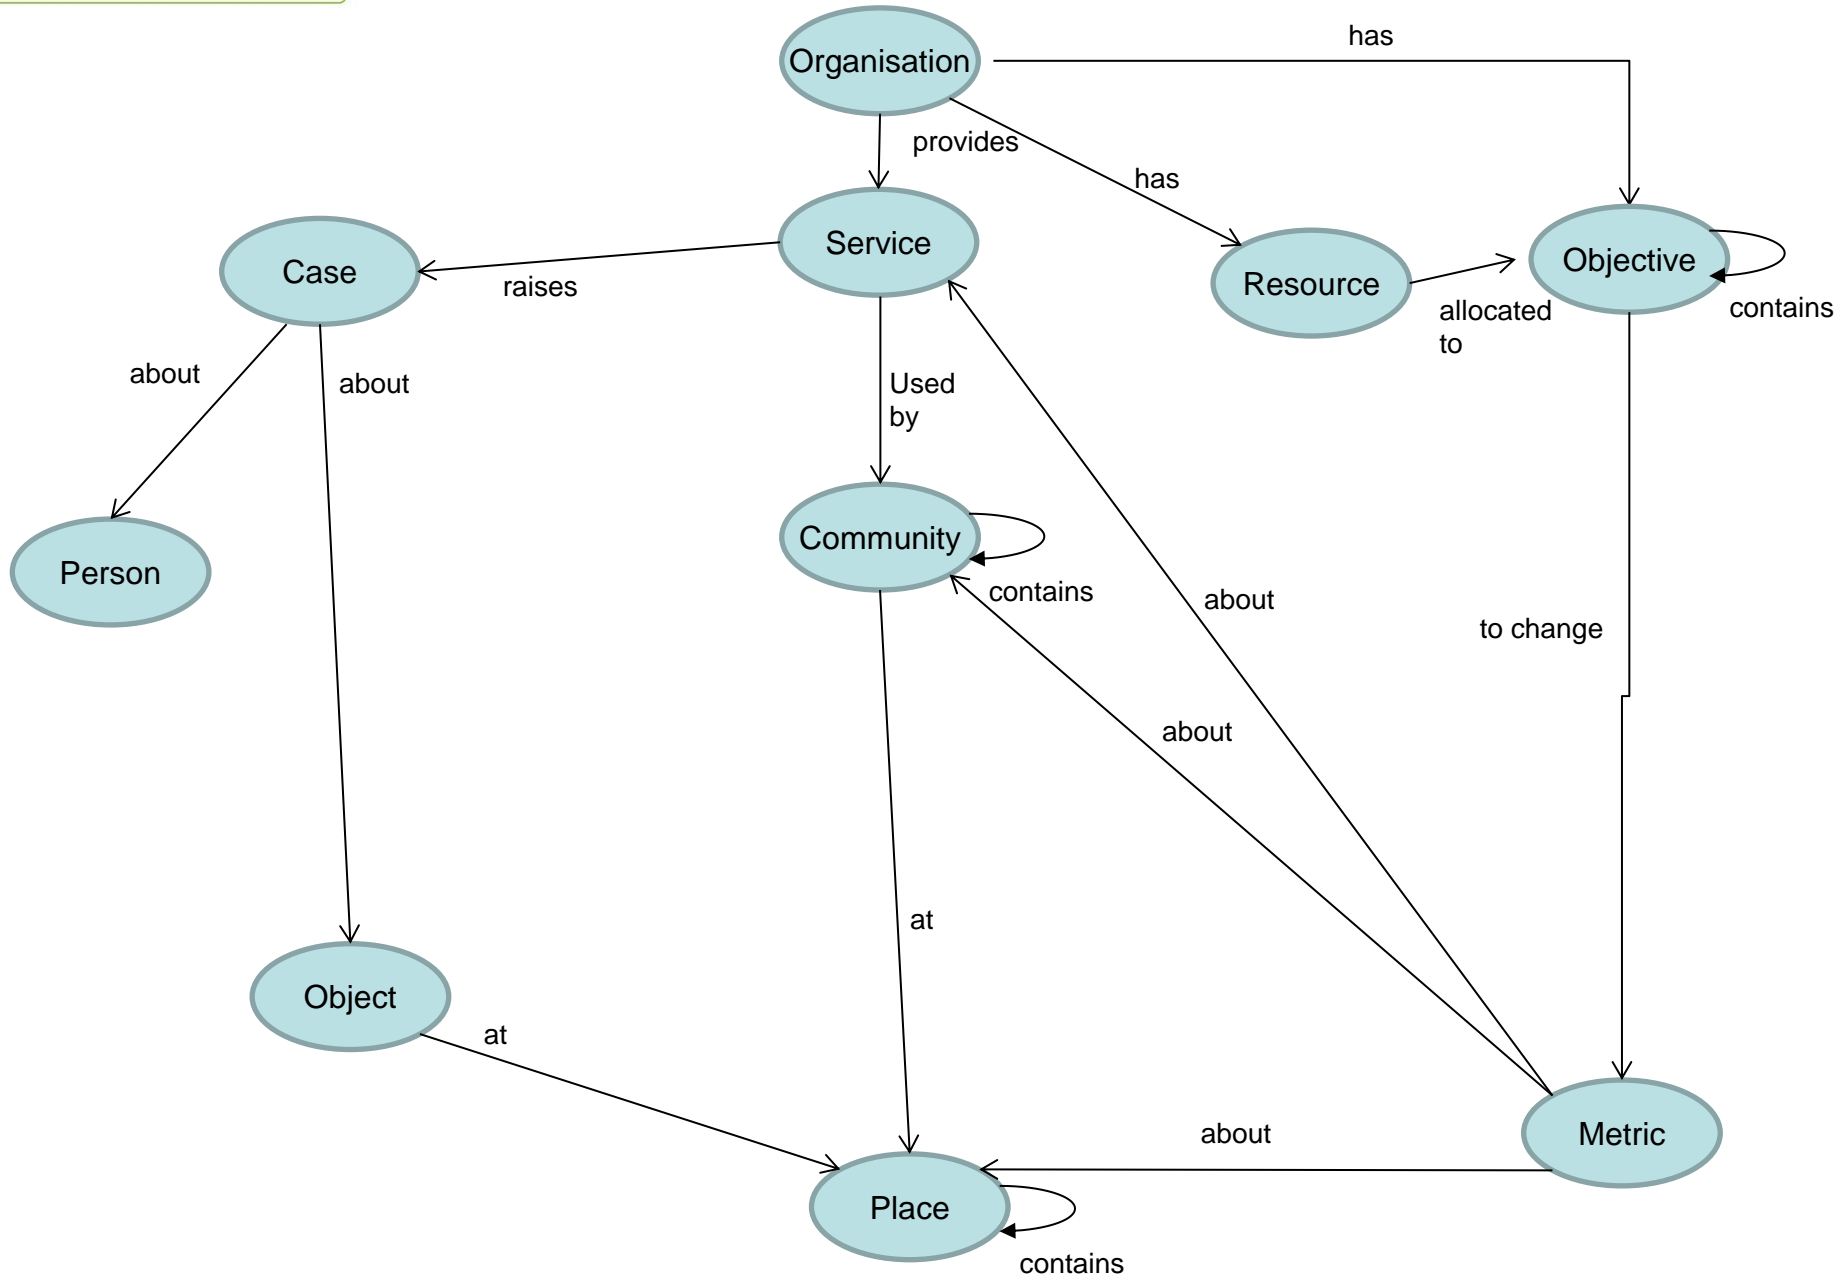 has
Organisation
provides
has
Service
Case
raises
Resource
Objective
allocated
to
contains
about
about
Used
by
Community
contains
Person
about
to change
about
at
Object
at
about
Metric
Place
contains